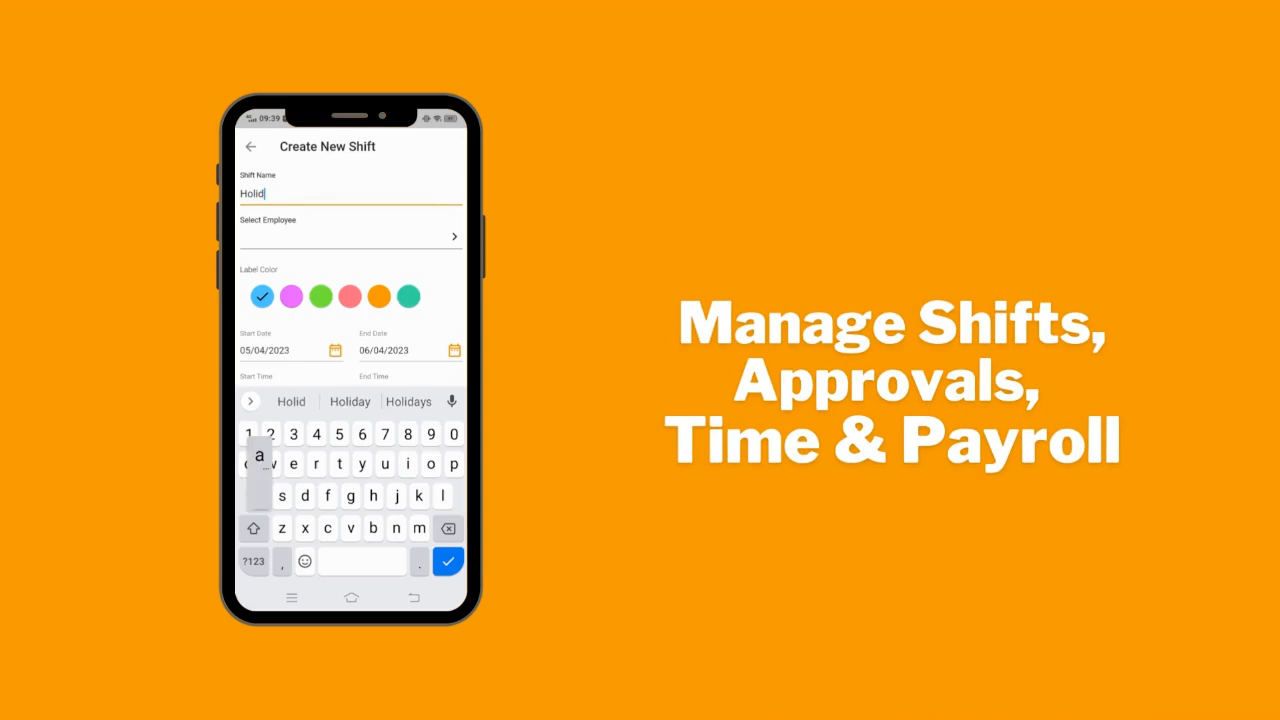 09:39
Create New Shift
Shift Name
Holid
Select Employee
Label Color
Start Date End Date
05/04/2023 06/04/2023
Start Time End Time
Holid Holiday Holidays
1 2 3 4 5 6 7 8 9 0
a
e r t y u i o p
s d f g h j k l
z x c v b n m
?123 , .
Manage Shifts,
Approvals,
Time & Payroll